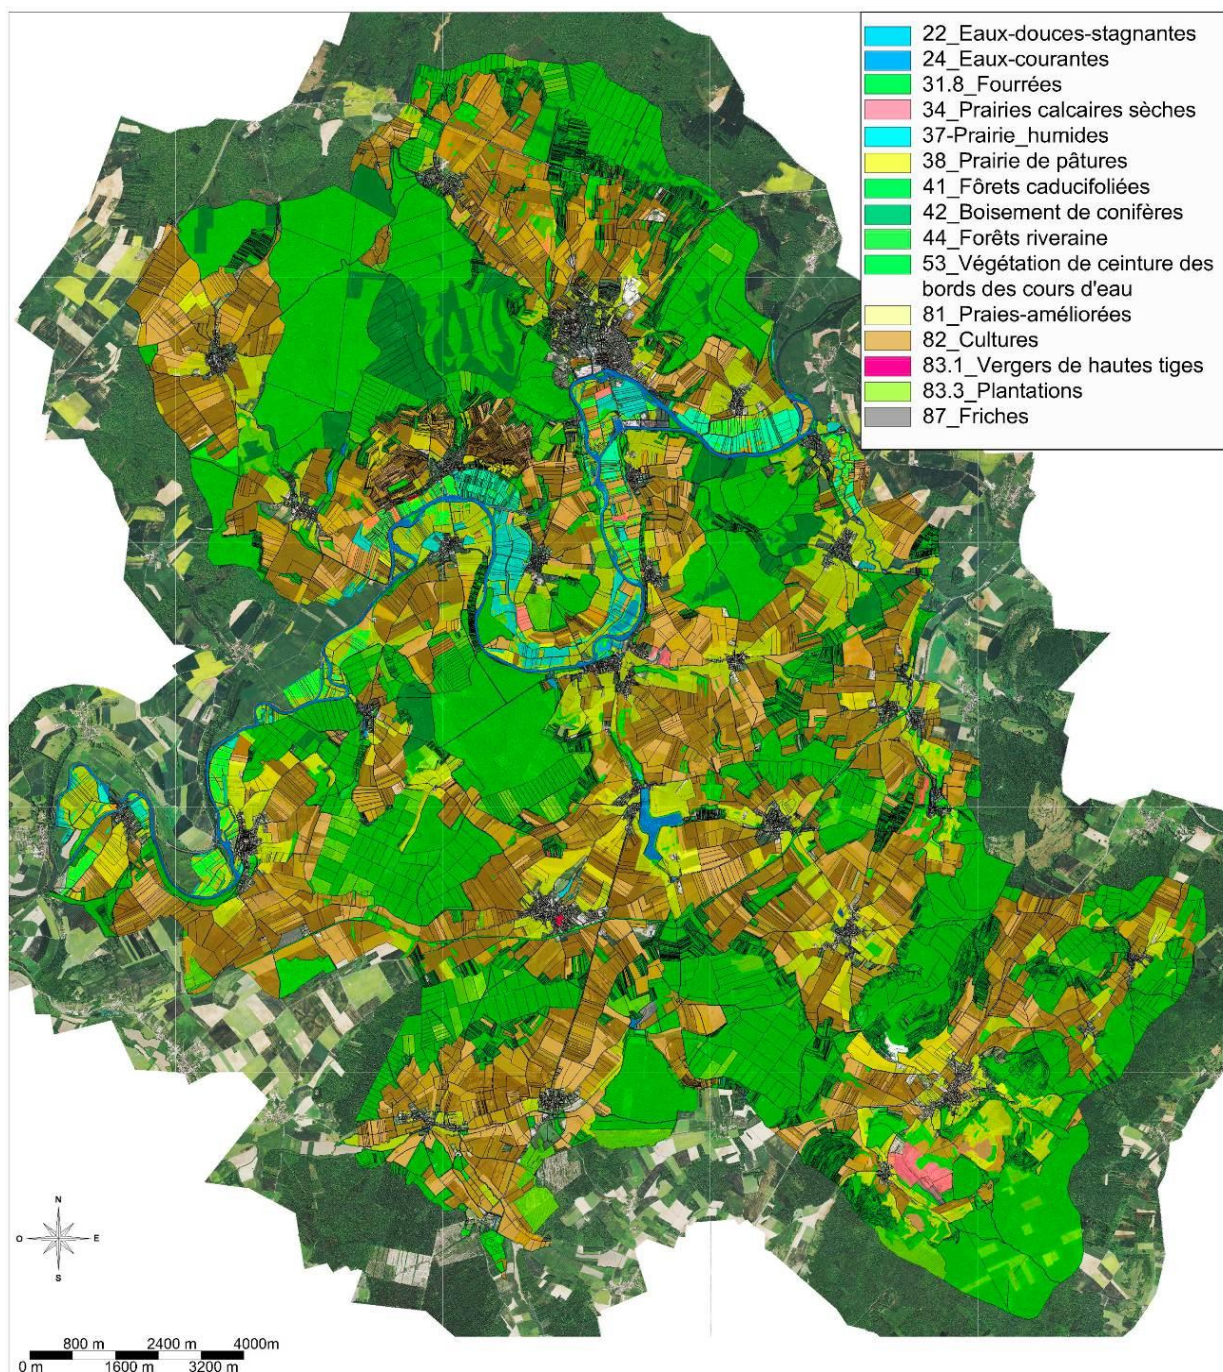 22_Eaux-douces-stagnantes
24_Eaux-courantes
31.8_Fourrées
34_Prairies calcaires sèches
37-Prairie_humides
38_Prairie de pâtures
41_Fôrets caducifoliées
42_Boisement de conifères
44_Forêts riveraine
53_Végétation de ceinture des
bords des cours d'eau
81_Praies-améliorées
82_Cultures
83.1_Vergers de hautes tiges
83.3_Plantations
87_Friches
N
O E
S
800 m 2400 m 4000m
0 m 1600 m 3200 m